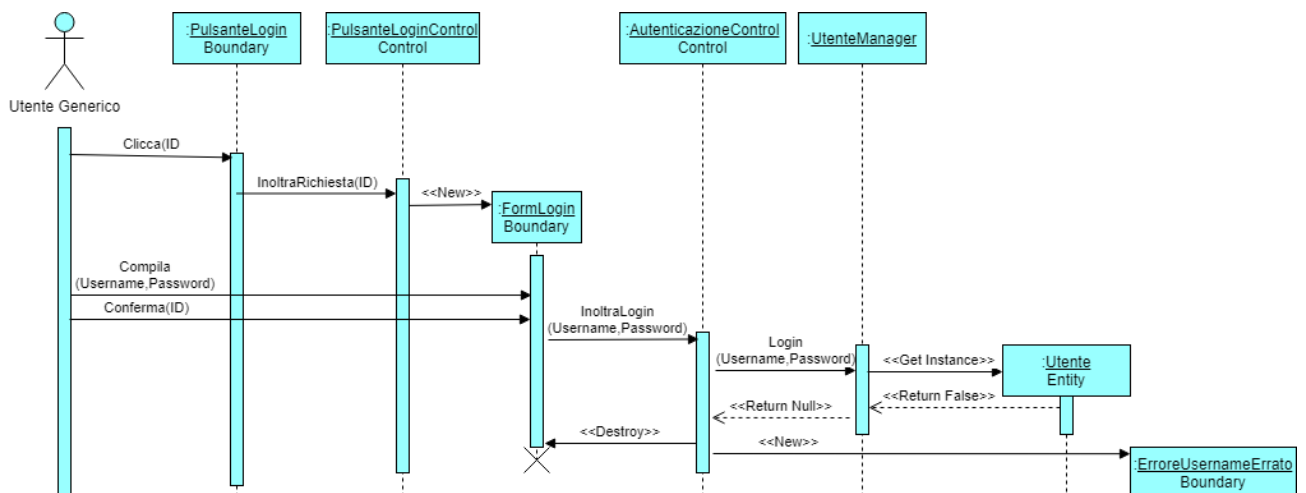 :PulsanteLogin
Boundary
:PulsanteLoginControl
Control
:AutenticazioneControl
Control
:UtenteManager
Utente Generico
Clicca(ID
InoltraRichiesta(ID)
<<New>>
:FormLogin
Boundary
Compila
(Username,Password)
Conferma(ID)
InoltraLogin
(Username,Password)
Login
(Username,Password)
<<Get Instance>>
:Utente
Entity
<<Return False>>
<<Return Null>>
<<Destroy>>
<<New>>
:ErroreUsernameErrato
Boundary